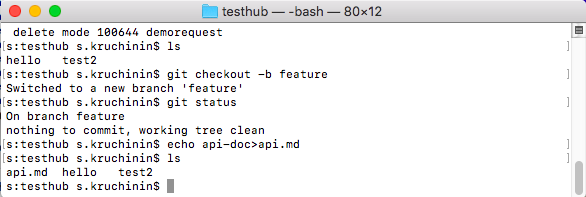 testhub — -bash — 80×12
delete mode 100644 demorequest
[s:testhub s.kruchinin$ ls ]
hello   test2
[s:testhub s.kruchinin$ git checkout -b feature ]
Switched to a new branch 'feature'
[s:testhub s.kruchinin$ git status ]
On branch feature
nothing to commit, working tree clean
[s:testhub s.kruchinin$ echo api-doc>api.md ]
[s:testhub s.kruchinin$ ls ]
api.md  hello   test2
s:testhub s.kruchinin$